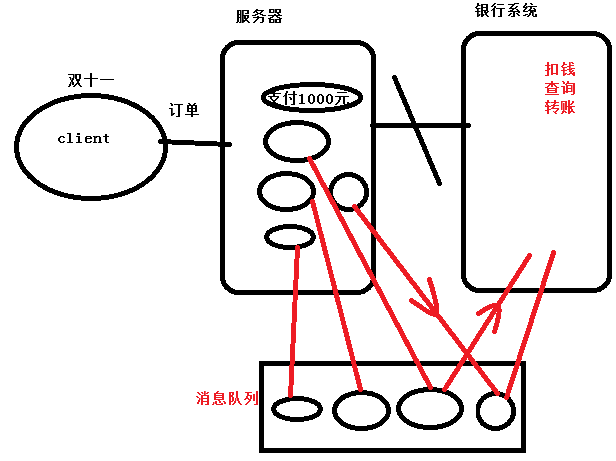 服务器
银行系统
双十一
订单
client
支付1000元
扣钱
查询
转账
消息队列